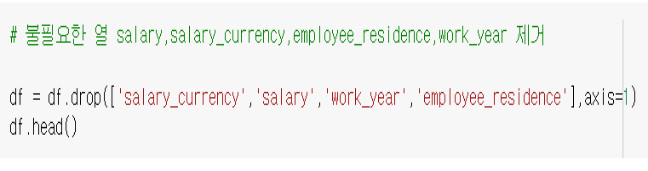 # 불필요한 열 salary,salary_currency,employee_residence,work_year 제거
df = df.drop(['salary_currency','salary','work_year','employee_residence'],axis=1)
df.head()